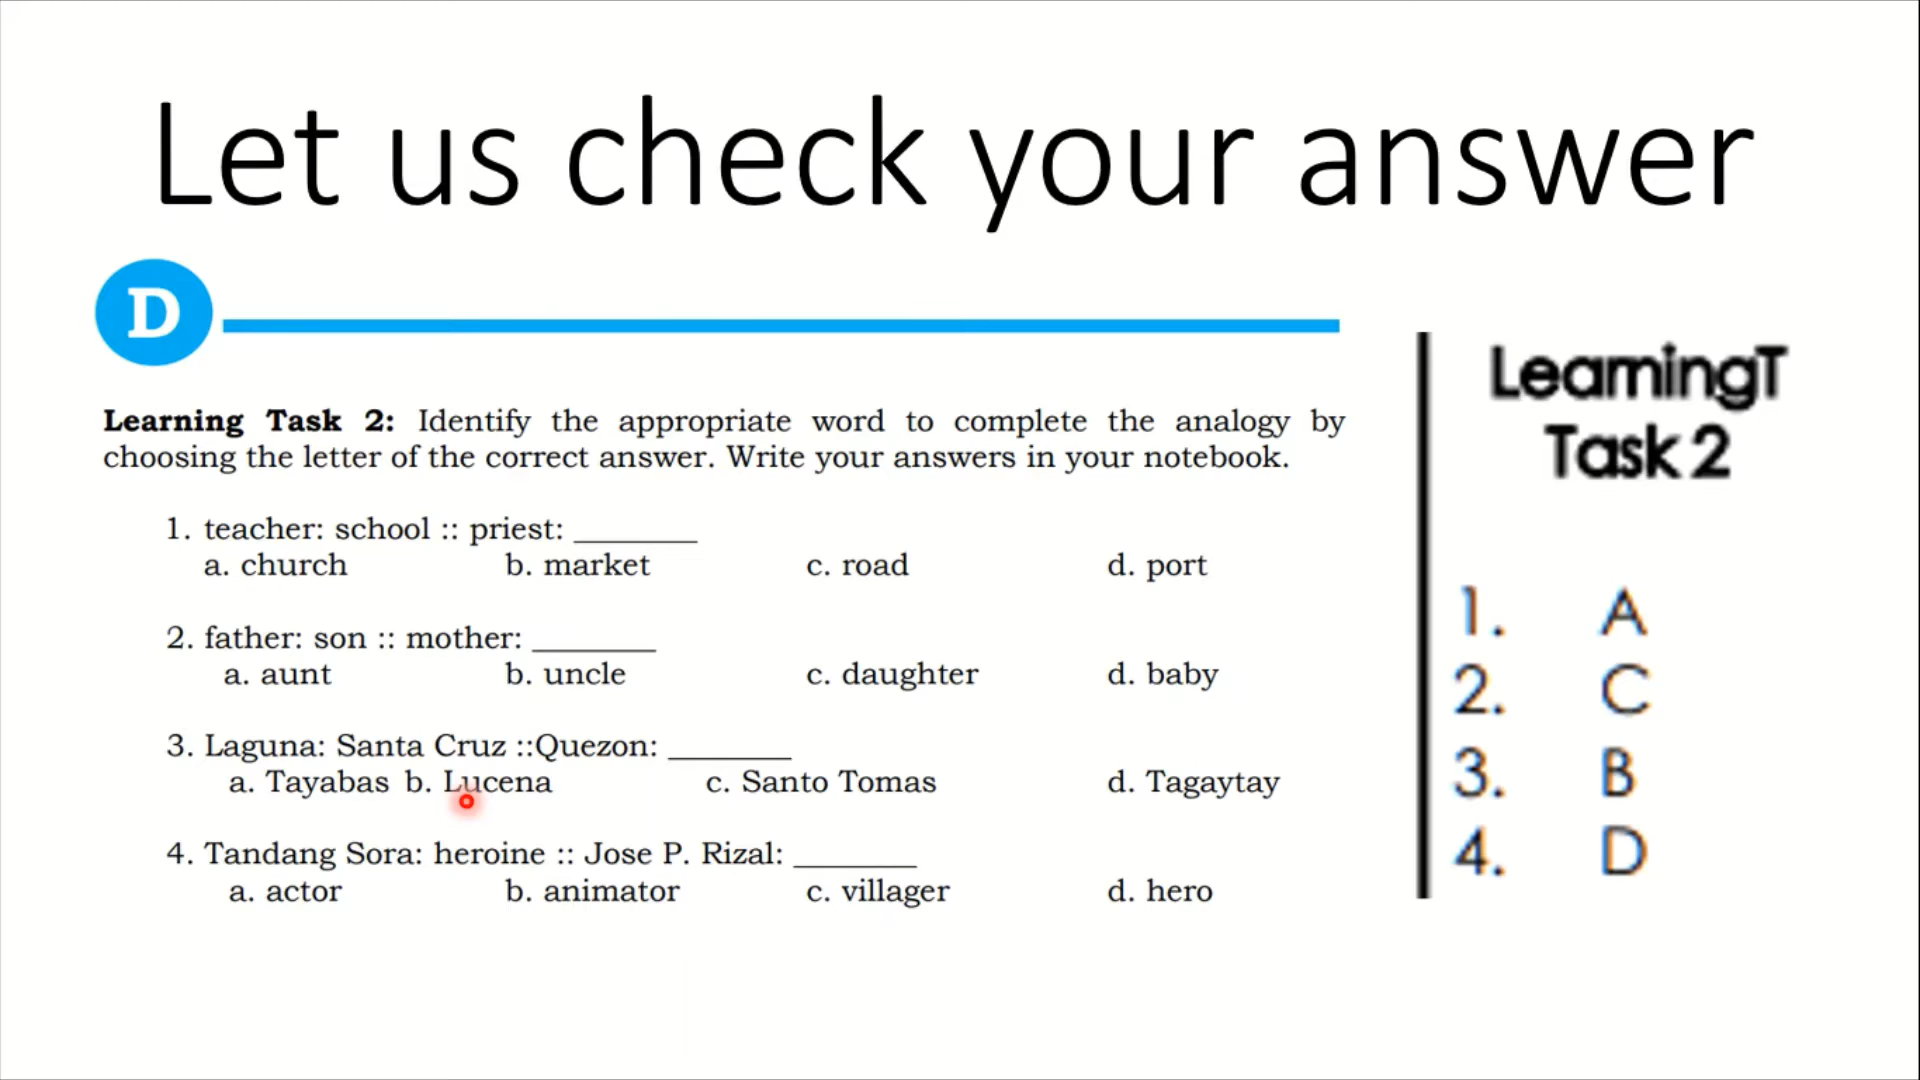 Let us check your answer
D
Learning Task 2: Identify the appropriate word to complete the analogy by
choosing the letter of the correct answer. Write your answers in your notebook.
1. teacher: school :: priest: ________
a. church b. market c. road d. port
2. father: son :: mother: ________
a. aunt b. uncle c. daughter d. baby
3. Laguna: Santa Cruz ::Quezon: ________
a. Tayabas b. Lucena c. Santo Tomas d. Tagaytay
4. Tandang Sora: heroine :: Jose P. Rizal: ________
a. actor b. animator c. villager d. hero
LearningT
Task 2
1. A
2. C
3. B
4. D